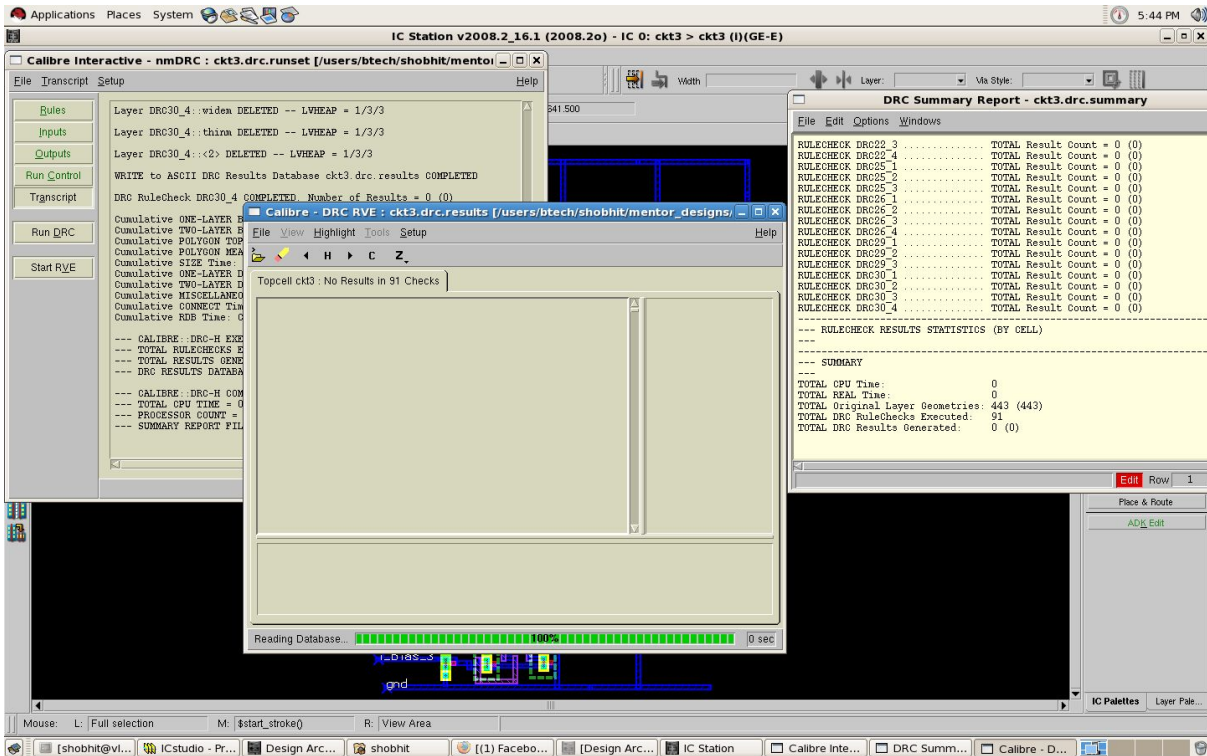 Applications Places System 5:44 PM
IC Station v2008.2_16.1 (2008.2o) - IC 0: ckt3 > ckt3 (i)(GE-E)
Calibre Interactive - nmDRC : ckt3.drc.runset [/users/btech/shobhit/mentor
File Transcript Setup Help
Rules
Inputs
Outputs
Run Control
Transcript
Run DRC
Start RVE
Layer DRC30_4::widem DELETED -- LVHEAP = 1/3/3
Layer DRC30_4::thinm DELETED -- LVHEAP = 1/3/3
Layer DRC30_4::<2> DELETED -- LVHEAP = 1/3/3
WRITE to ASCII DRC Results Database ckt3.drc.results COMPLETED
DRC RuleCheck DRC30_4 COMPLETED. Number of Results = 0 (0)
Cumulative ONE-LAYER B
Cumulative TWO-LAYER B
Cumulative POLYGON TOP
Cumulative POLYGON MEA
Cumulative SIZE Time:
Cumulative ONE-LAYER D
Cumulative TWO-LAYER D
Cumulative MISCELLANEO
Cumulative CONNECT Tim
Cumulative RDB Time: C
--- CALIBRE::DRC-H EXE
--- TOTAL RULECHECKS E
--- TOTAL RESULTS GENE
--- DRC RESULTS DATABA
--- CALIBRE::DRC-H COM
--- TOTAL CPU TIME = 0
--- PROCESSOR COUNT =
--- SUMMARY REPORT FIL
641.500
Width
Layer:
Via Style:
Calibre - DRC RVE : ckt3.drc.results [/users/btech/shobhit/mentor_designs/
File View Highlight Tools Setup Help
H C Z
Topcell ckt3 : No Results in 91 Checks
Reading Database... 100% 0 sec
DRC Summary Report - ckt3.drc.summary
File Edit Options Windows
RULECHECK DRC22_3 .............. TOTAL Result Count = 0 (0)
RULECHECK DRC22_4 .............. TOTAL Result Count = 0 (0)
RULECHECK DRC25_1 .............. TOTAL Result Count = 0 (0)
RULECHECK DRC25_2 .............. TOTAL Result Count = 0 (0)
RULECHECK DRC25_3 .............. TOTAL Result Count = 0 (0)
RULECHECK DRC26_1 .............. TOTAL Result Count = 0 (0)
RULECHECK DRC26_2 .............. TOTAL Result Count = 0 (0)
RULECHECK DRC26_3 .............. TOTAL Result Count = 0 (0)
RULECHECK DRC26_4 .............. TOTAL Result Count = 0 (0)
RULECHECK DRC29_1 .............. TOTAL Result Count = 0 (0)
RULECHECK DRC29_2 .............. TOTAL Result Count = 0 (0)
RULECHECK DRC29_3 .............. TOTAL Result Count = 0 (0)
RULECHECK DRC30_1 .............. TOTAL Result Count = 0 (0)
RULECHECK DRC30_2 .............. TOTAL Result Count = 0 (0)
RULECHECK DRC30_3 .............. TOTAL Result Count = 0 (0)
RULECHECK DRC30_4 .............. TOTAL Result Count = 0 (0)
--- RULECHECK RESULTS STATISTICS (BY CELL)
---
--- SUMMARY
---
TOTAL CPU Time: 0
TOTAL REAL Time: 0
TOTAL Original Layer Geometries: 443 (443)
TOTAL DRC RuleChecks Executed: 91
TOTAL DRC Results Generated: 0 (0)
Edit Row 1
Place & Route
ADK Edit
i_bias_3
gnd
IC Palettes Layer Pale...
Mouse: L: Full selection M: $start_stroke() R: View Area
[shobhit@vl... ICstudio - Pr... Design Arc... shobhit [(1) Facebo... [Design Arc... IC Station Calibre Inte... DRC Summ... Calibre - D...